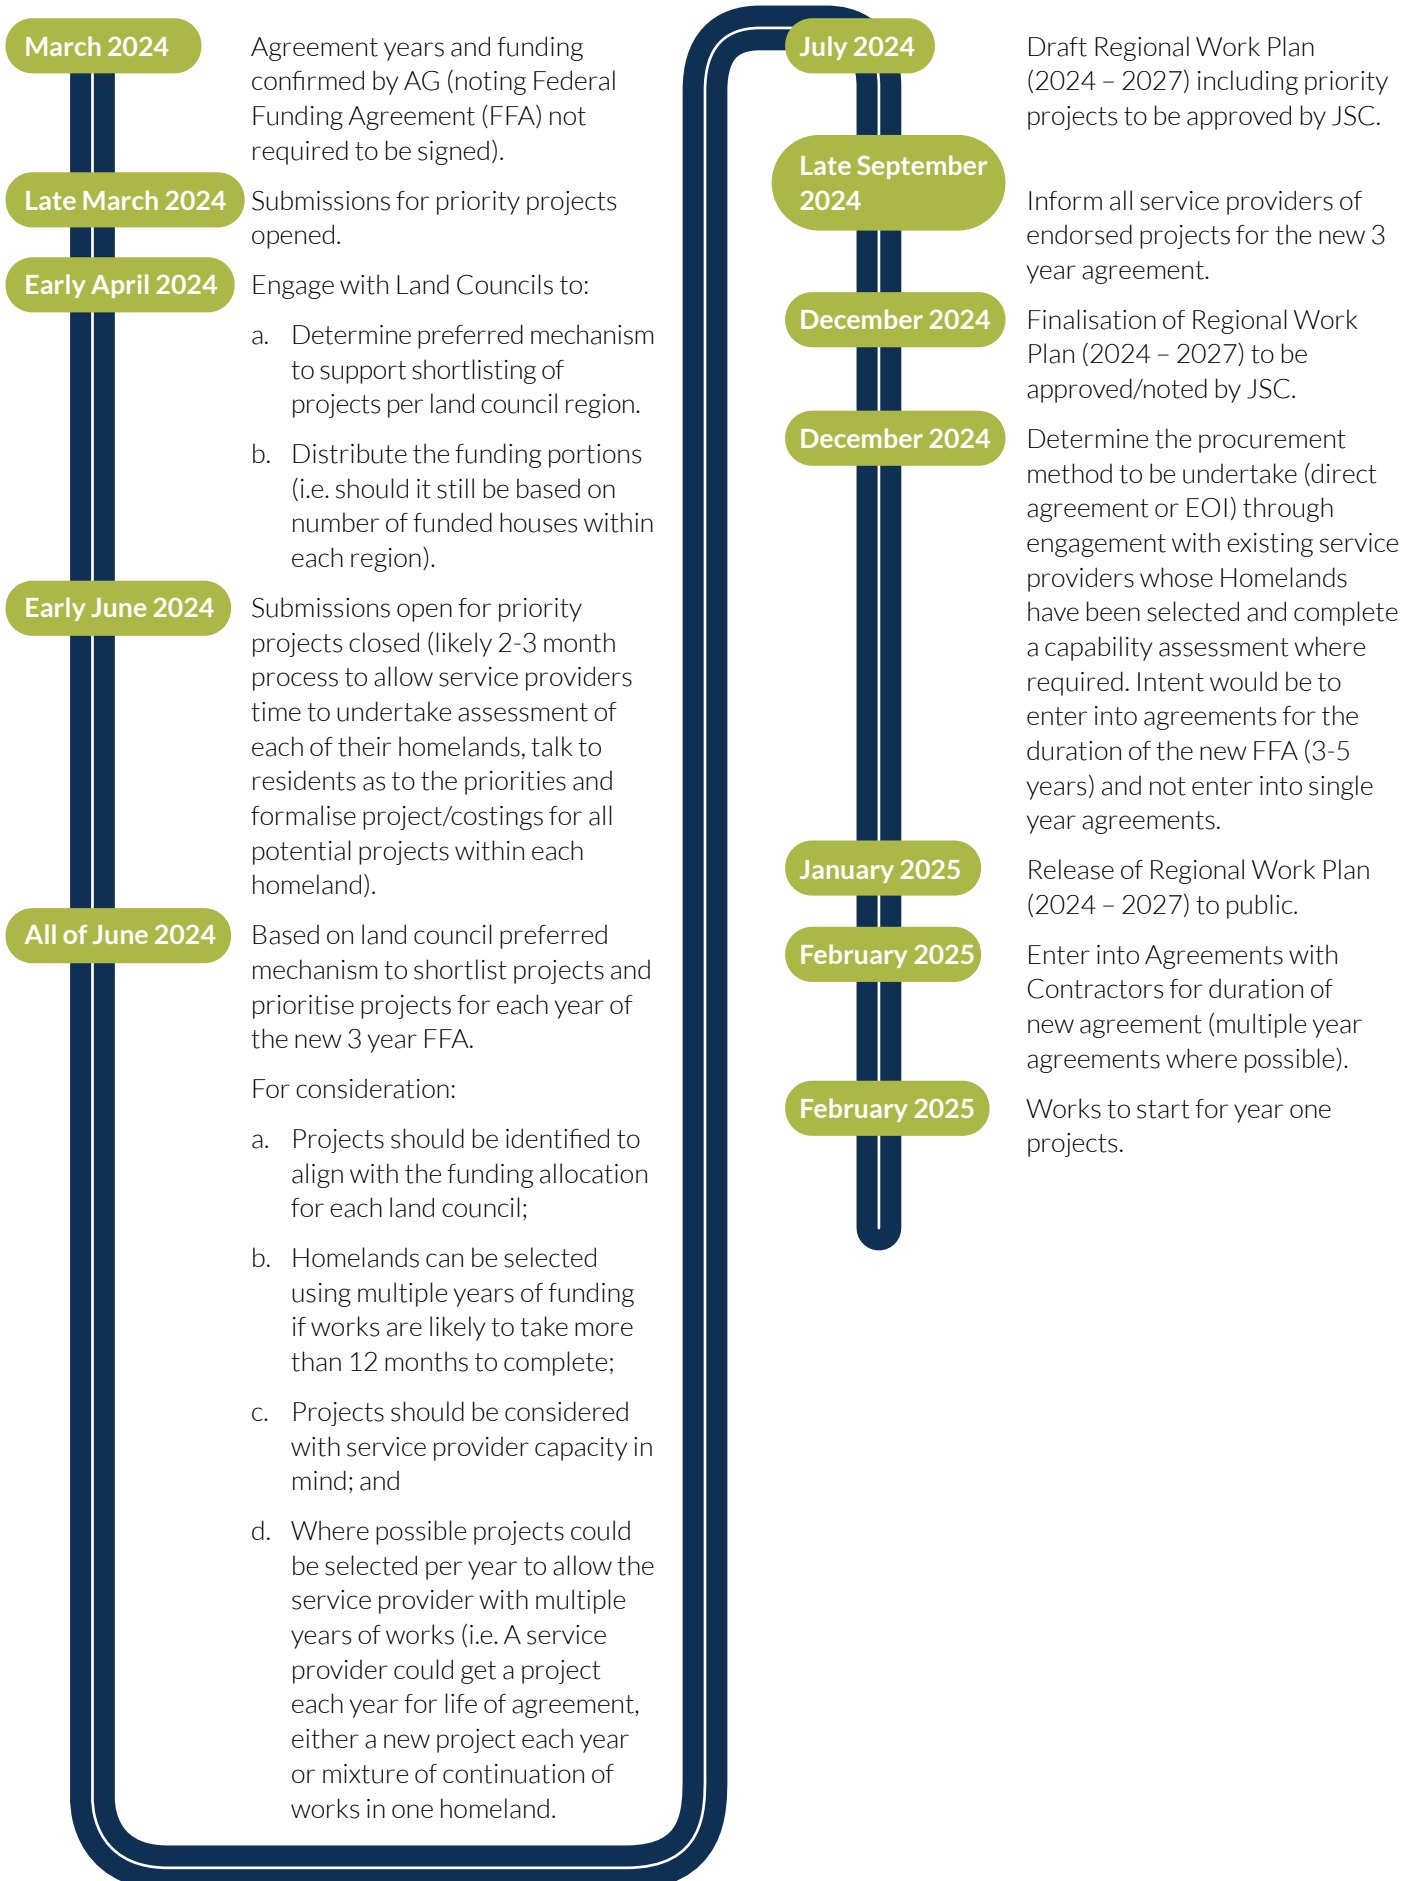 March 2024
Agreement years and funding
confirmed by AG (noting Federal
Funding Agreement (FFA) not
required to be signed).
Late March 2024
Submissions for priority projects
opened.
Early April 2024
Engage with Land Councils to:
a. Determine preferred mechanism
to support shortlisting of
projects per land council region.
b. Distribute the funding portions
(i.e. should it still be based on
number of funded houses within
each region).
Early June 2024
Submissions open for priority
projects closed (likely 2-3 month
process to allow service providers
time to undertake assessment of
each of their homelands, talk to
residents as to the priorities and
formalise project/costings for all
potential projects within each
homeland).
All of June 2024
Based on land council preferred
mechanism to shortlist projects and
prioritise projects for each year of
the new 3 year FFA.
For consideration:
a. Projects should be identified to
align with the funding allocation
for each land council;
b. Homelands can be selected
using multiple years of funding
if works are likely to take more
than 12 months to complete;
c. Projects should be considered
with service provider capacity in
mind; and
d. Where possible projects could
be selected per year to allow the
service provider with multiple
years of works (i.e. A service
provider could get a project
each year for life of agreement,
either a new project each year
or mixture of continuation of
works in one homeland.
July 2024
Draft Regional Work Plan
(2024 – 2027) including priority
projects to be approved by JSC.
Late September
2024
Inform all service providers of
endorsed projects for the new 3
year agreement.
December 2024
Finalisation of Regional Work
Plan (2024 – 2027) to be
approved/noted by JSC.
December 2024
Determine the procurement
method to be undertake (direct
agreement or EOI) through
engagement with existing service
providers whose Homelands
have been selected and complete
a capability assessment where
required. Intent would be to
enter into agreements for the
duration of the new FFA (3-5
years) and not enter into single
year agreements.
January 2025
Release of Regional Work Plan
(2024 – 2027) to public.
February 2025
Enter into Agreements with
Contractors for duration of
new agreement (multiple year
agreements where possible).
February 2025
Works to start for year one
projects.